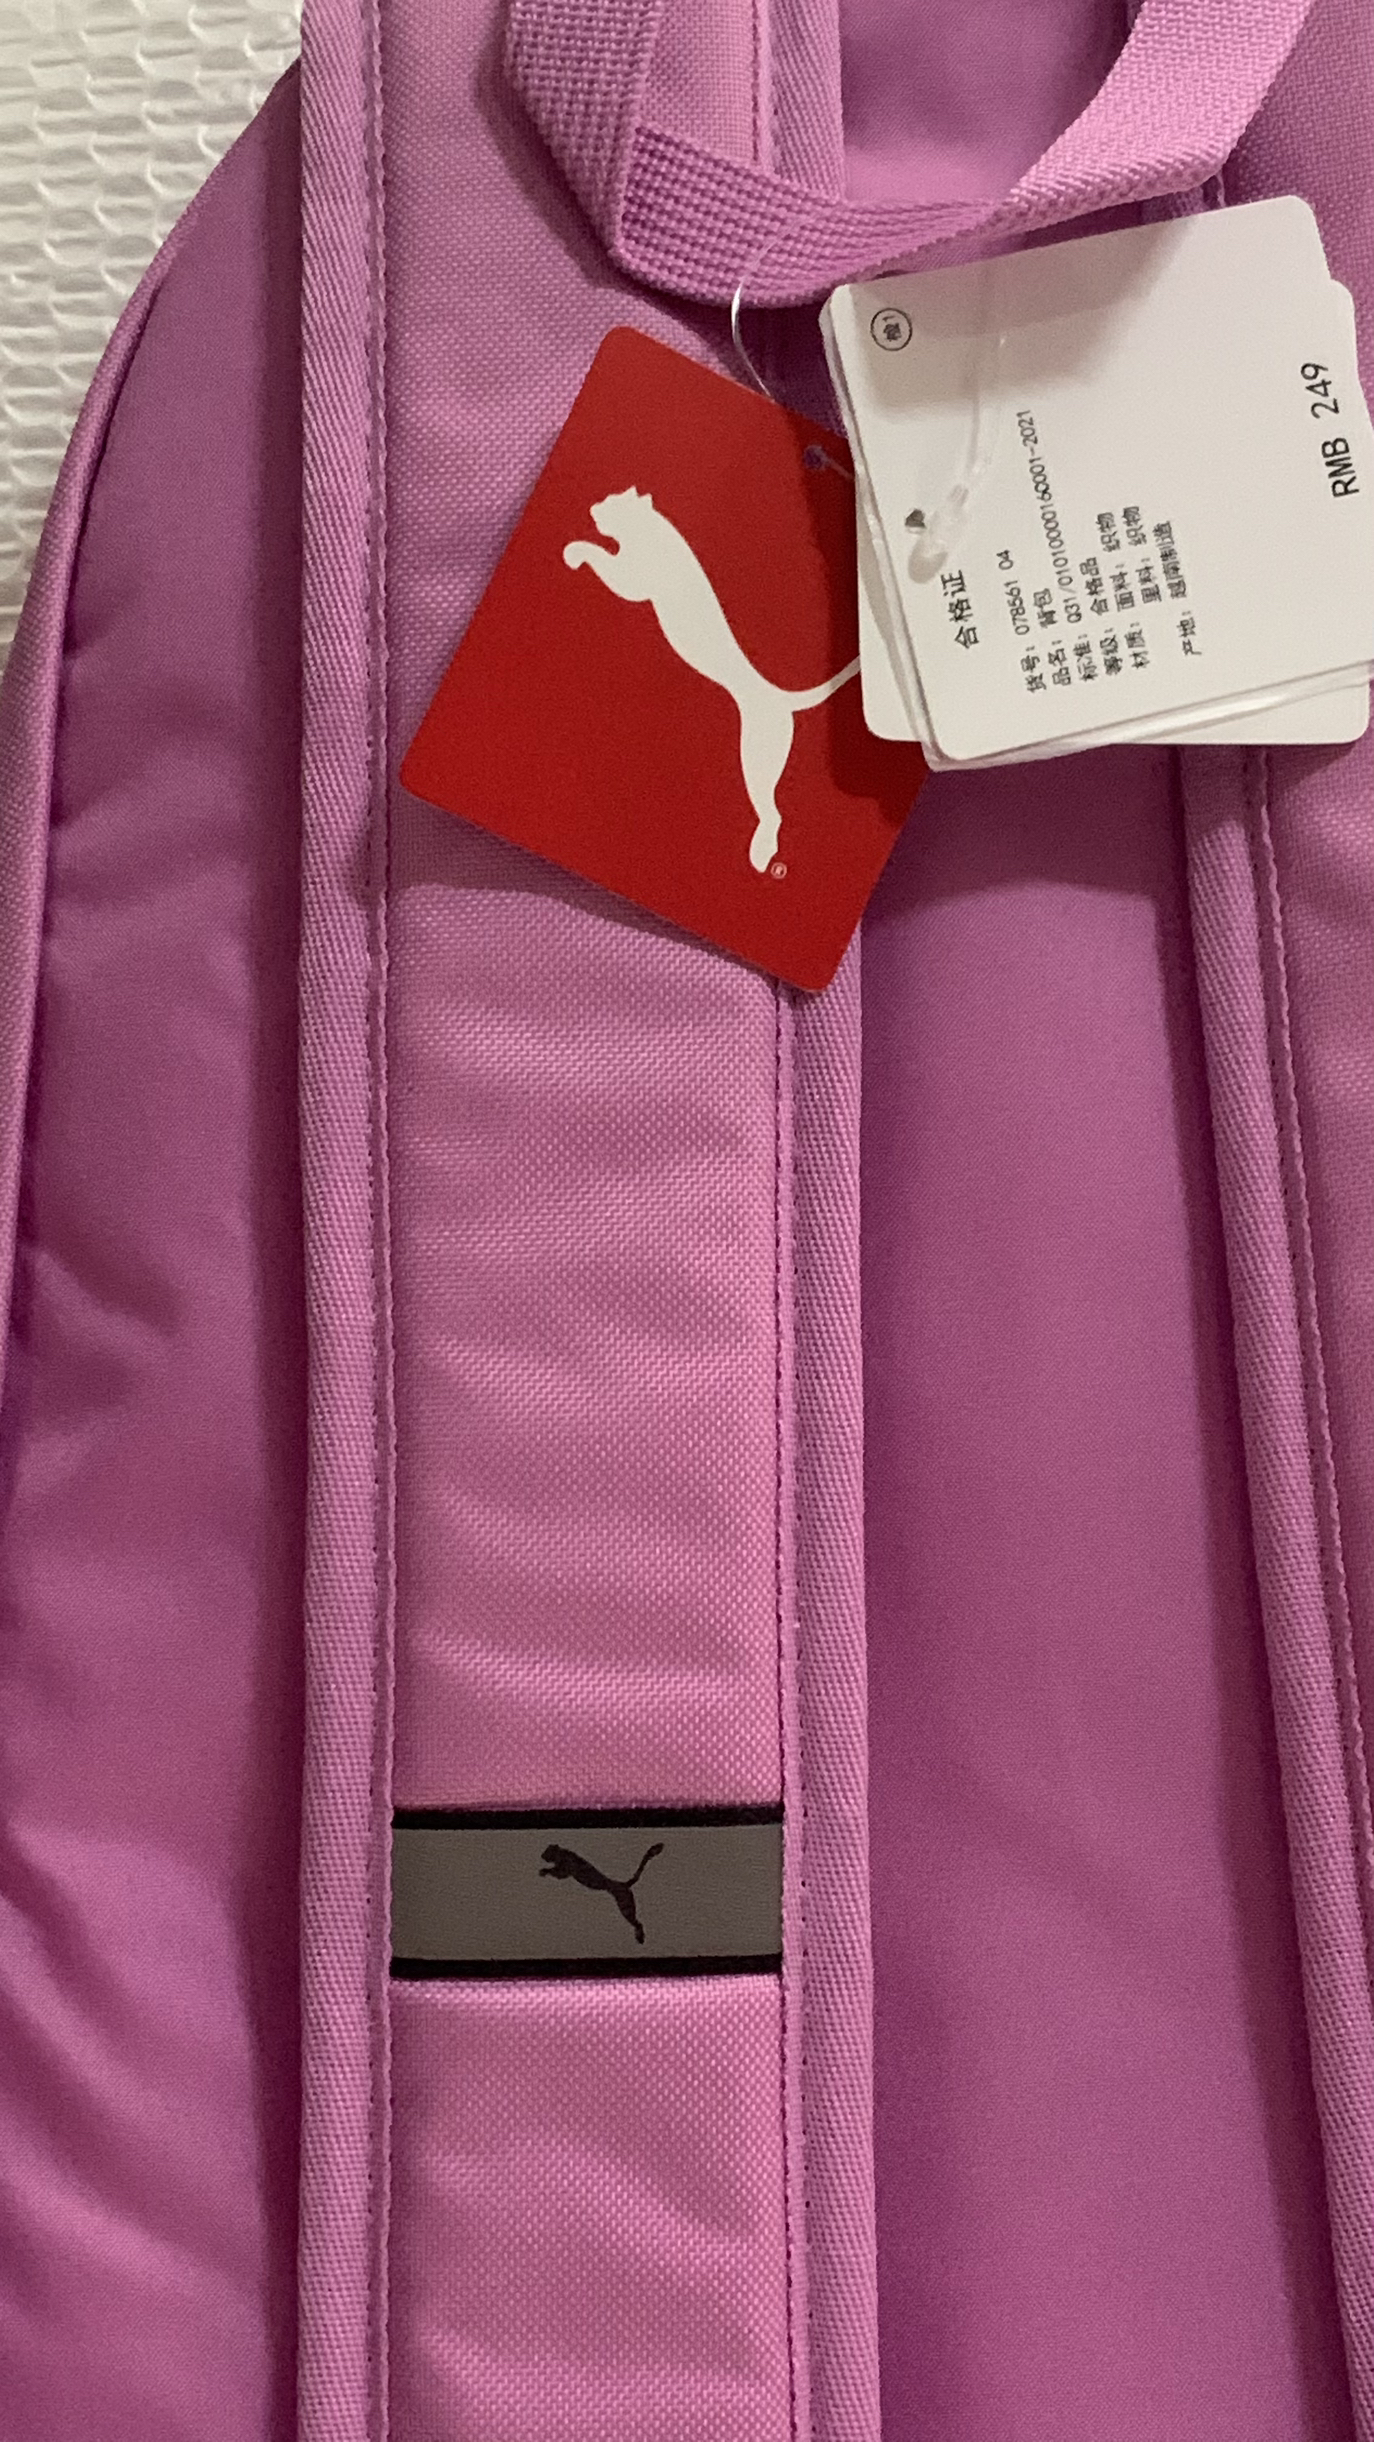 检1
合格证
货号: 078561 04
品名: 背包
标准: Q31/0101000016C001-2021
等级: 合格品
材质: 面料: 织物
里料: 织物
产地: 越南制造
RMB 249
®